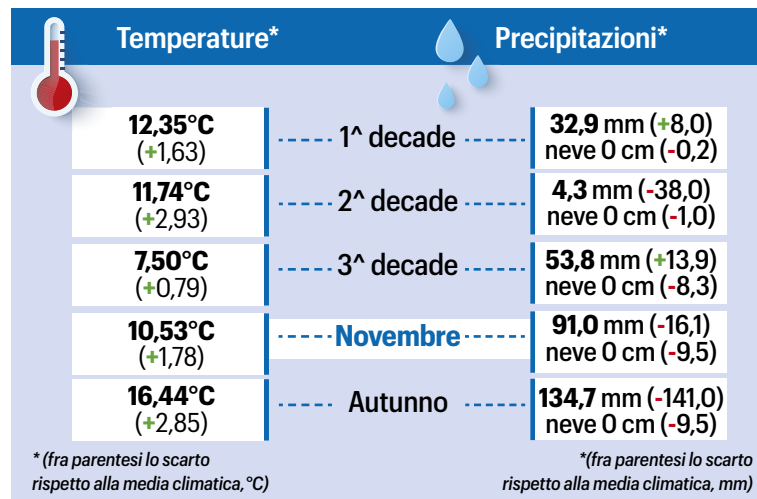 Temperature*
Precipitazioni*
12,35°C
(+1,63)
1^ decade
32,9 mm (+8,0)
neve 0 cm (-0,2)
11,74°C
(+2,93)
2^ decade
4,3 mm (-38,0)
neve 0 cm (-1,0)
7,50°C
(+0,79)
3^ decade
53,8 mm (+13,9)
neve 0 cm (-8,3)
10,53°C
(+1,78)
Novembre
91,0 mm (-16,1)
neve 0 cm (-9,5)
16,44°C
(+2,85)
Autunno
134,7 mm (-141,0)
neve 0 cm (-9,5)
* (fra parentesi lo scarto
rispetto alla media climatica,°C)
*(fra parentesi lo scarto
rispetto alla media climatica, mm)